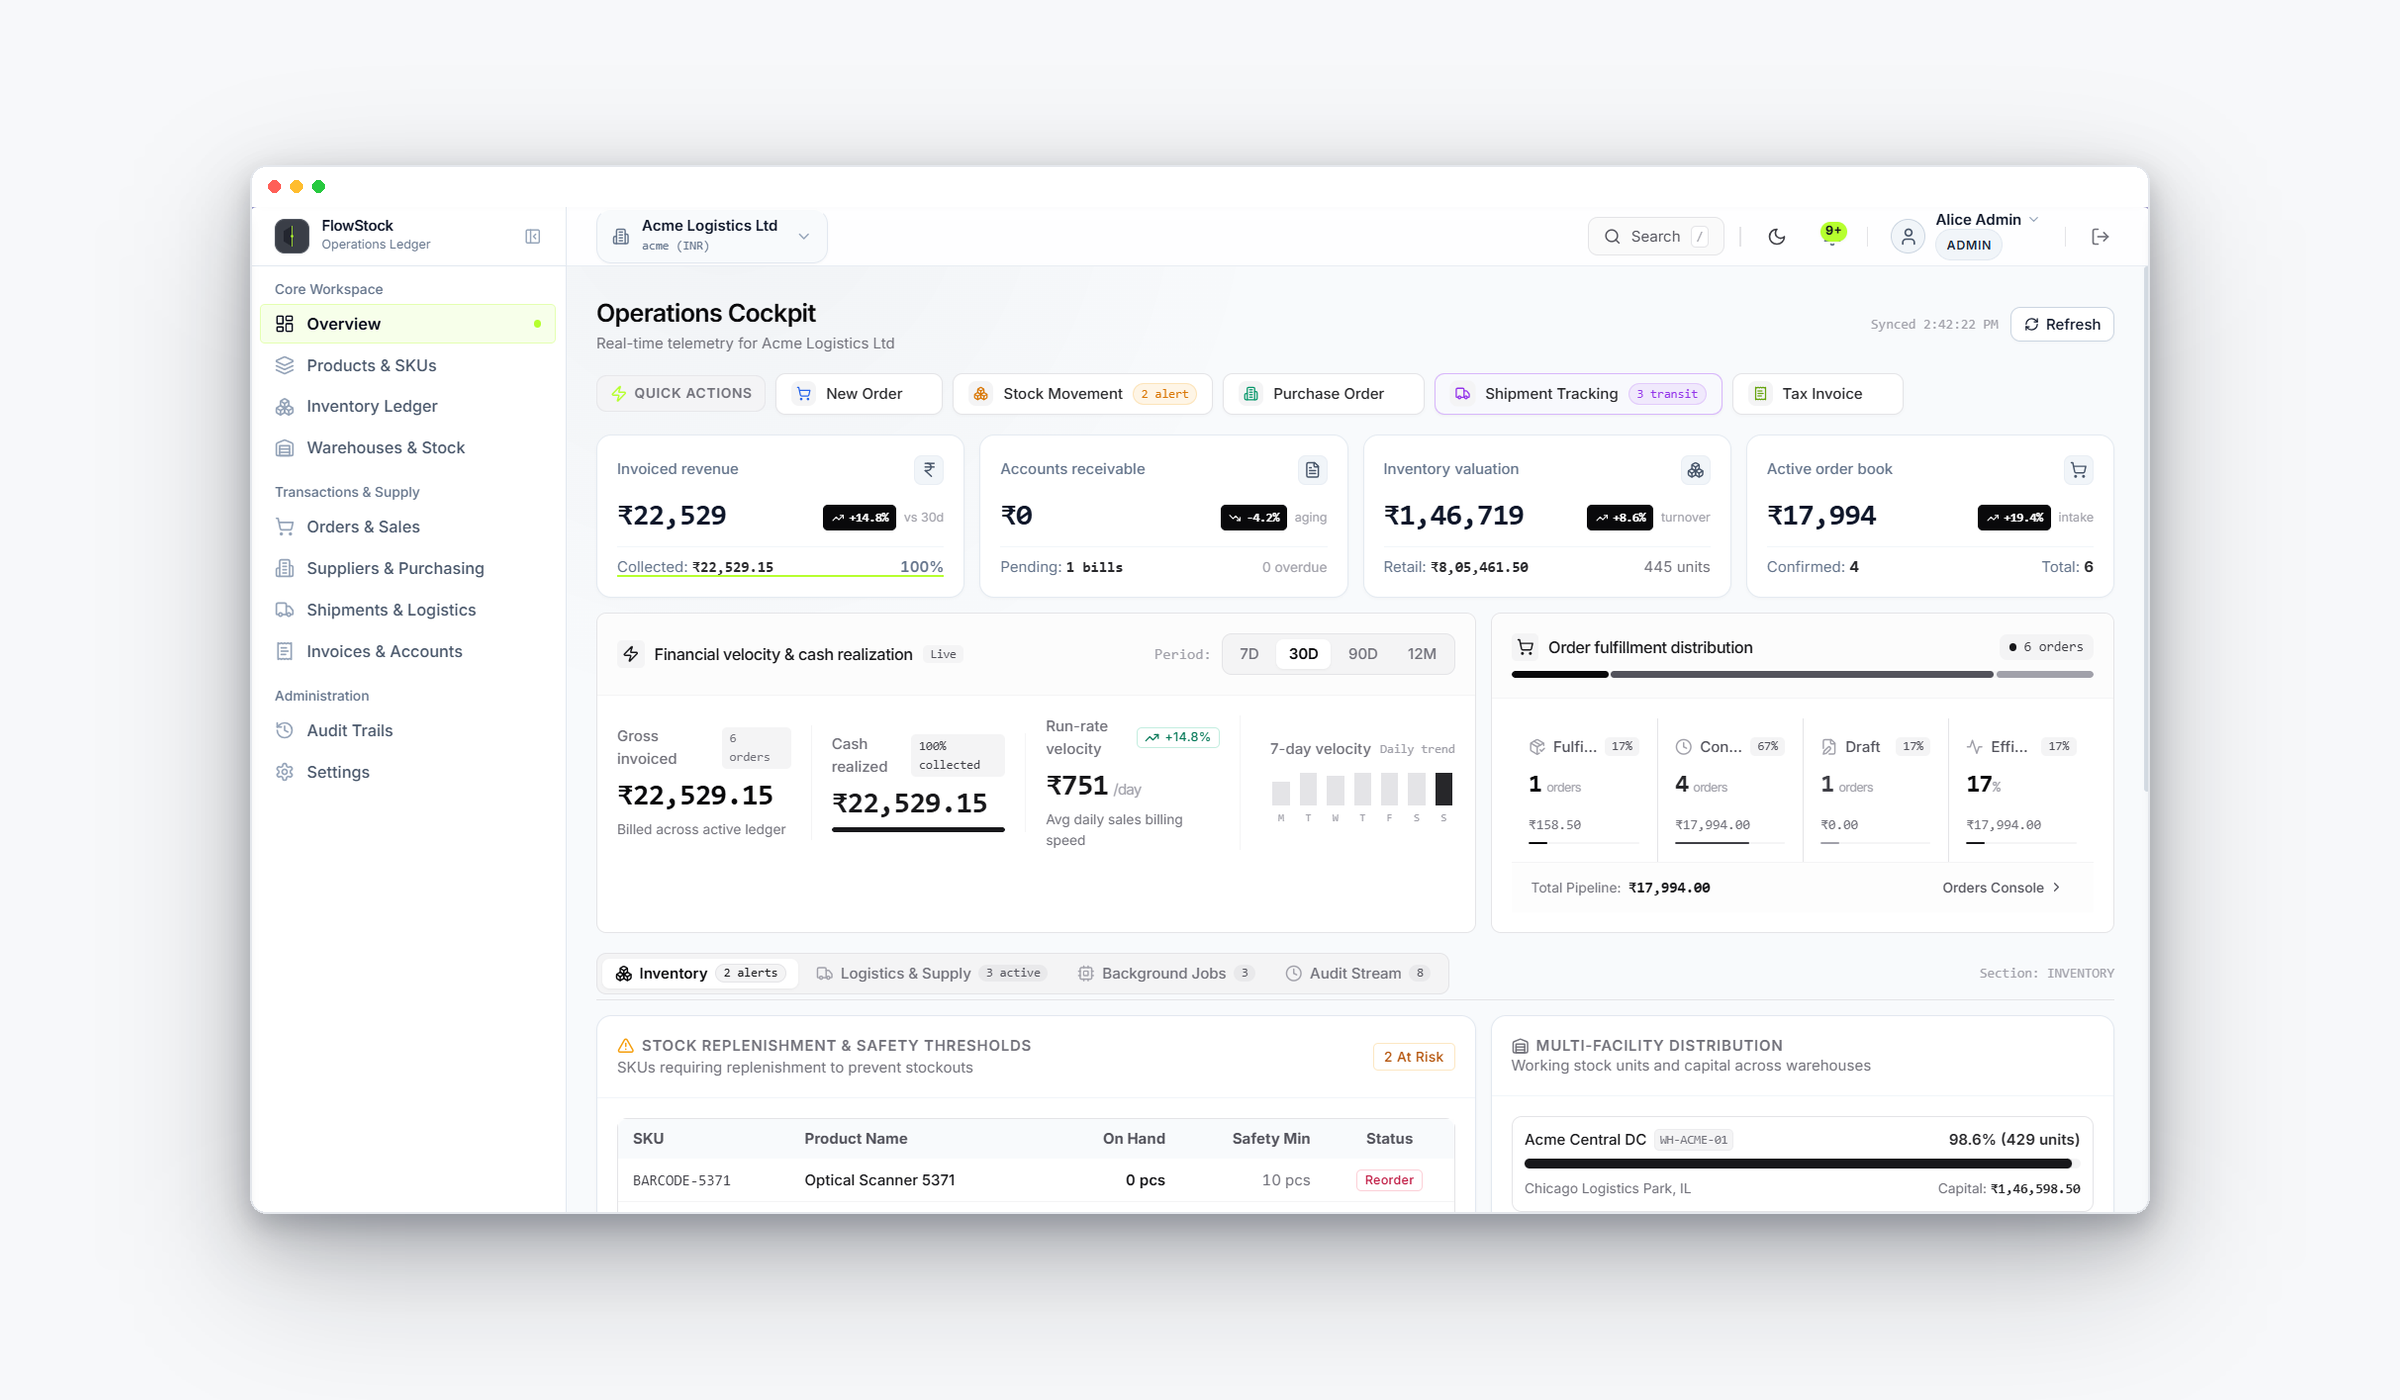 FlowStock
Operations Ledger
Acme Logistics Ltd
acme (INR)
Search /
9+
Alice Admin
ADMIN
Core Workspace
Overview
Products & SKUs
Inventory Ledger
Warehouses & Stock
Transactions & Supply
Orders & Sales
Suppliers & Purchasing
Shipments & Logistics
Invoices & Accounts
Administration
Audit Trails
Settings
Operations Cockpit
Real-time telemetry for Acme Logistics Ltd
Synced 2:42:22 PM
Refresh
QUICK ACTIONS
New Order
Stock Movement 2 alert
Purchase Order
Shipment Tracking 3 transit
Tax Invoice
Invoiced revenue
₹
₹22,529
+14.8% vs 30d
Collected: ₹22,529.15 100%
Accounts receivable
₹0
-4.2% aging
Pending: 1 bills 0 overdue
Inventory valuation
₹1,46,719
+8.6% turnover
Retail: ₹8,05,461.50 445 units
Active order book
₹17,994
+19.4% intake
Confirmed: 4 Total: 6
Financial velocity & cash realization Live
Period: 7D 30D 90D 12M
Gross
invoiced
6
orders
₹22,529.15
Billed across active ledger
Cash
realized
100%
collected
₹22,529.15
Run-rate
velocity
+14.8%
₹751 /day
Avg daily sales billing
speed
7-day velocity Daily trend
M T W T F S S
Order fulfillment distribution
6 orders
Fulfi... 17%
1 orders
₹158.50
Con... 67%
4 orders
₹17,994.00
Draft 17%
1 orders
₹0.00
Effi... 17%
17%
₹17,994.00
Total Pipeline: ₹17,994.00
Orders Console
Inventory 2 alerts
Logistics & Supply 3 active
Background Jobs 3
Audit Stream 8
Section: INVENTORY
STOCK REPLENISHMENT & SAFETY THRESHOLDS
SKUs requiring replenishment to prevent stockouts
2 At Risk
SKU Product Name On Hand Safety Min Status
BARCODE-5371 Optical Scanner 5371 0 pcs 10 pcs Reorder
MULTI-FACILITY DISTRIBUTION
Working stock units and capital across warehouses
Acme Central DC WH-ACME-01 98.6% (429 units)
Chicago Logistics Park, IL Capital: ₹1,46,598.50